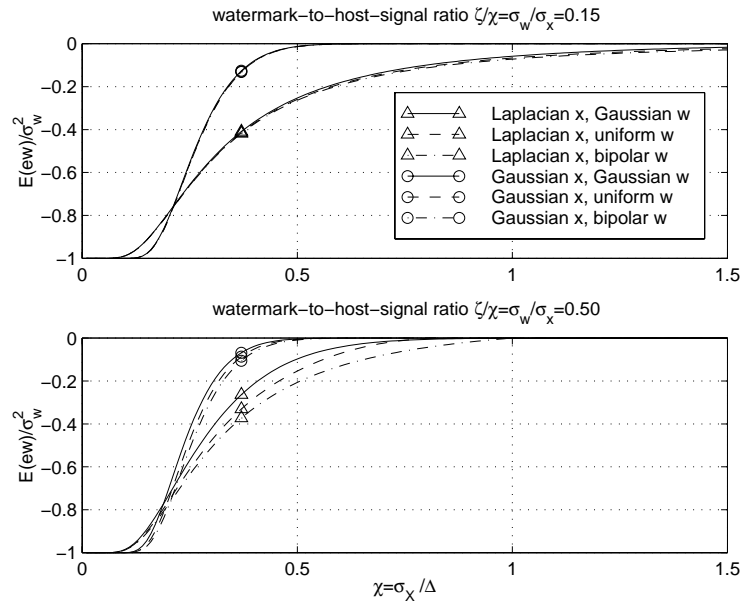 watermark-to-host-signal ratio ζ/χ=σw/σx=0.15
0
−0.2
−0.4
−0.6
−0.8
−1
E(ew)/σ²w
Laplacian x, Gaussian w
Laplacian x, uniform w
Laplacian x, bipolar w
Gaussian x, Gaussian w
Gaussian x, uniform w
Gaussian x, bipolar w
0 0.5 1 1.5
watermark-to-host-signal ratio ζ/χ=σw/σx=0.50
0
−0.2
−0.4
−0.6
−0.8
−1
E(ew)/σ²w
0 0.5 1 1.5
χ=σX/Δ